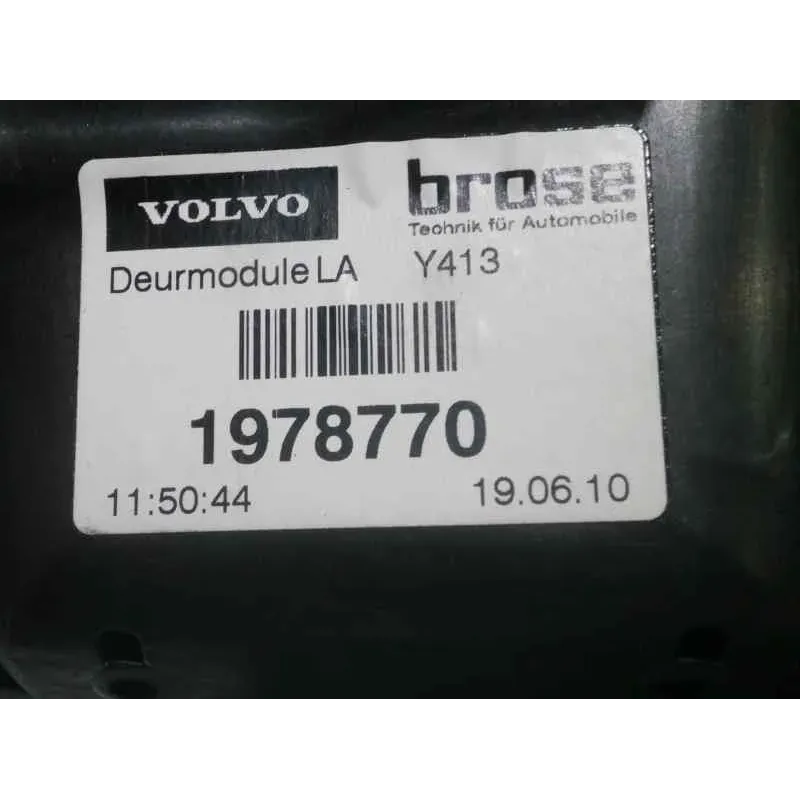 VOLVO
brose
Technik für Automobile
Deurmodule LA Y413
1978770
11:50:44 19.06.10